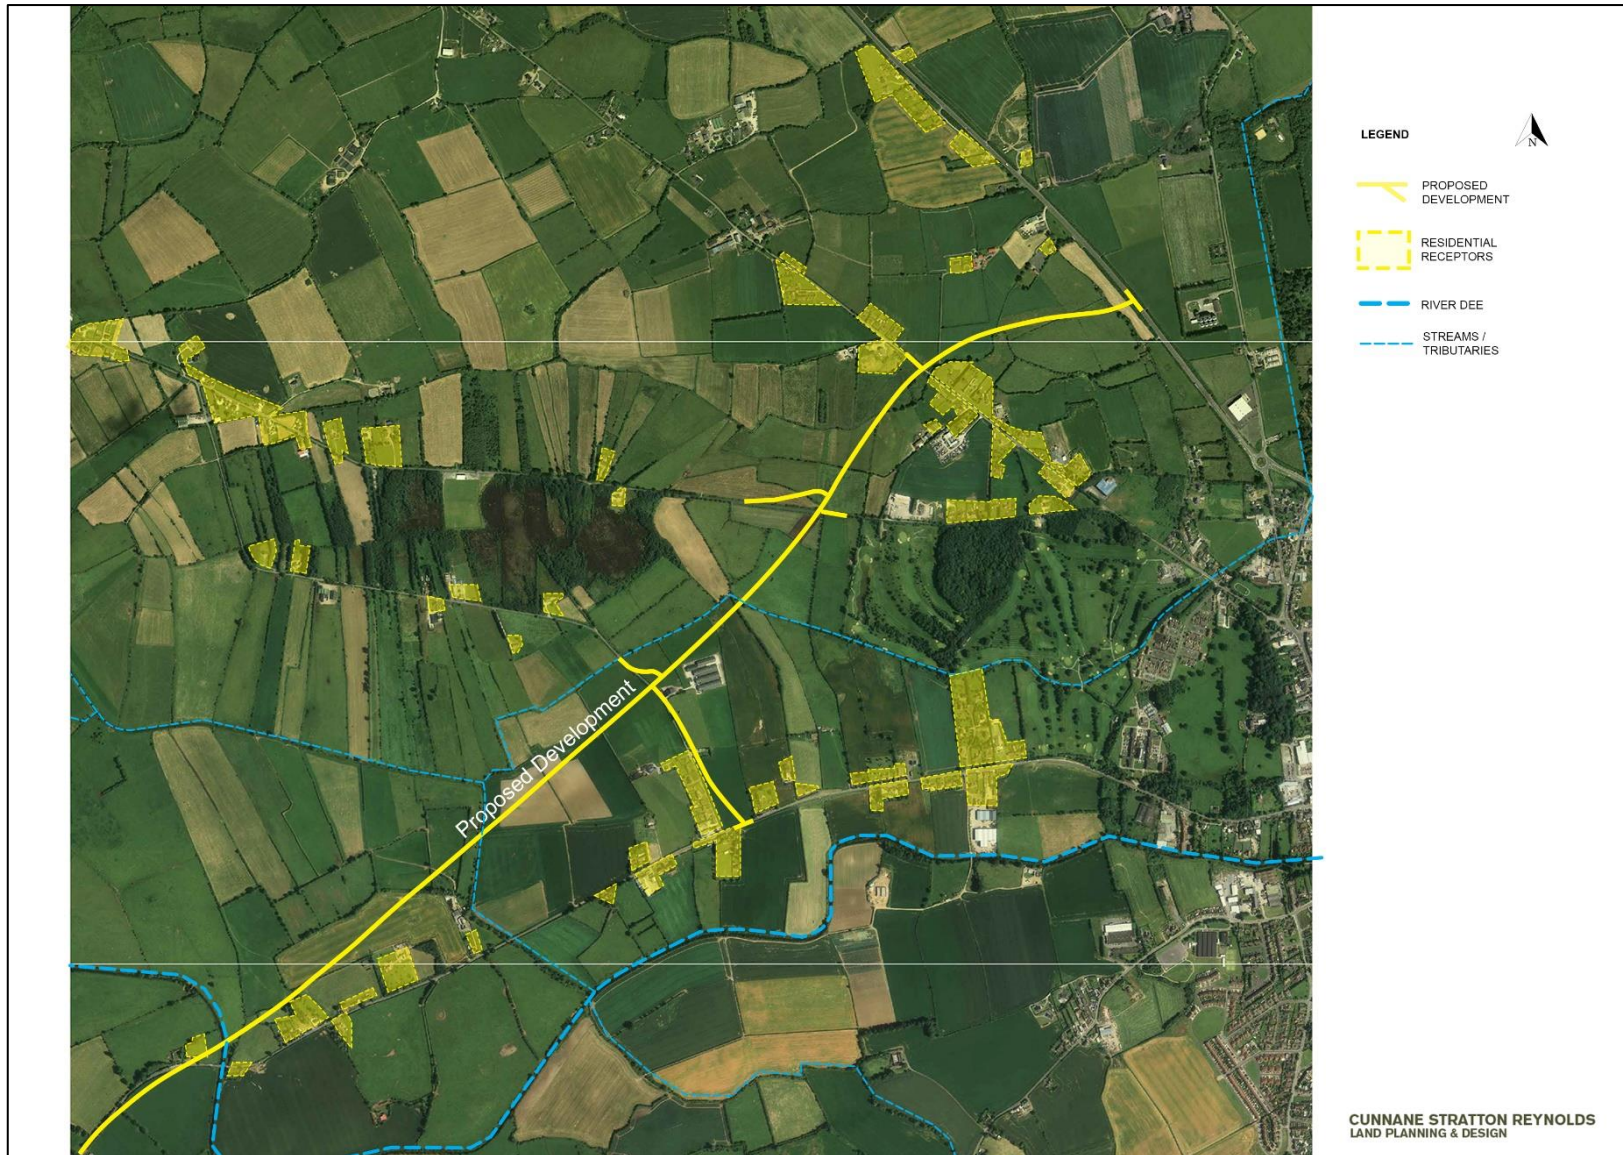 LEGEND
N
PROPOSED
DEVELOPMENT
RESIDENTIAL
RECEPTORS
RIVER DEE
STREAMS /
TRIBUTARIES
Proposed Development
CUNNANE STRATTON REYNOLDS
LAND PLANNING & DESIGN